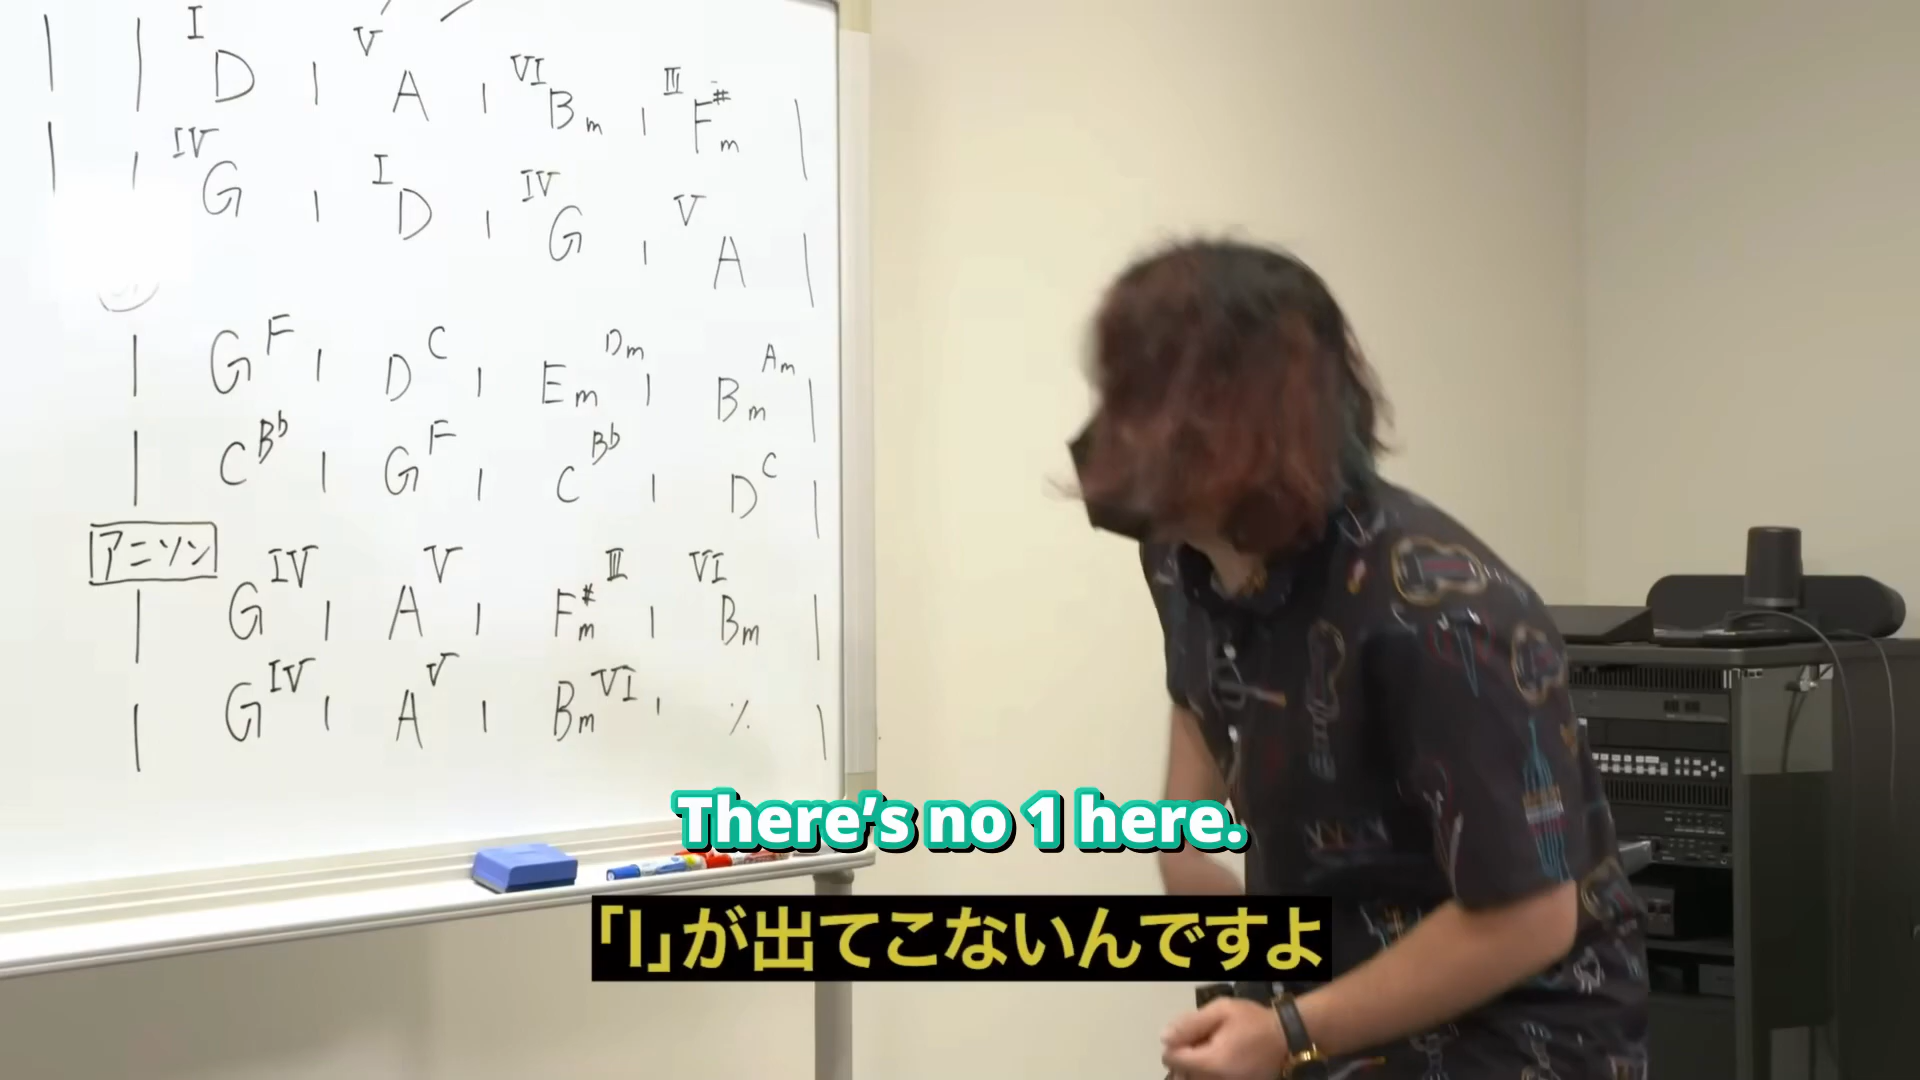 I V VI III
| | D | A | Bm | F#m |
IV I IV V
| | G | D | G | A |
F C Dm Am
| G | D | Em | Bm |
Bb F Bb C
| C | G | C | D |
アニソン
IV V III VI
| G | A | F#m | Bm |
IV V VI
| G | A | Bm | ٪ |
There's no 1 here.
「I」が出てこないんですよ